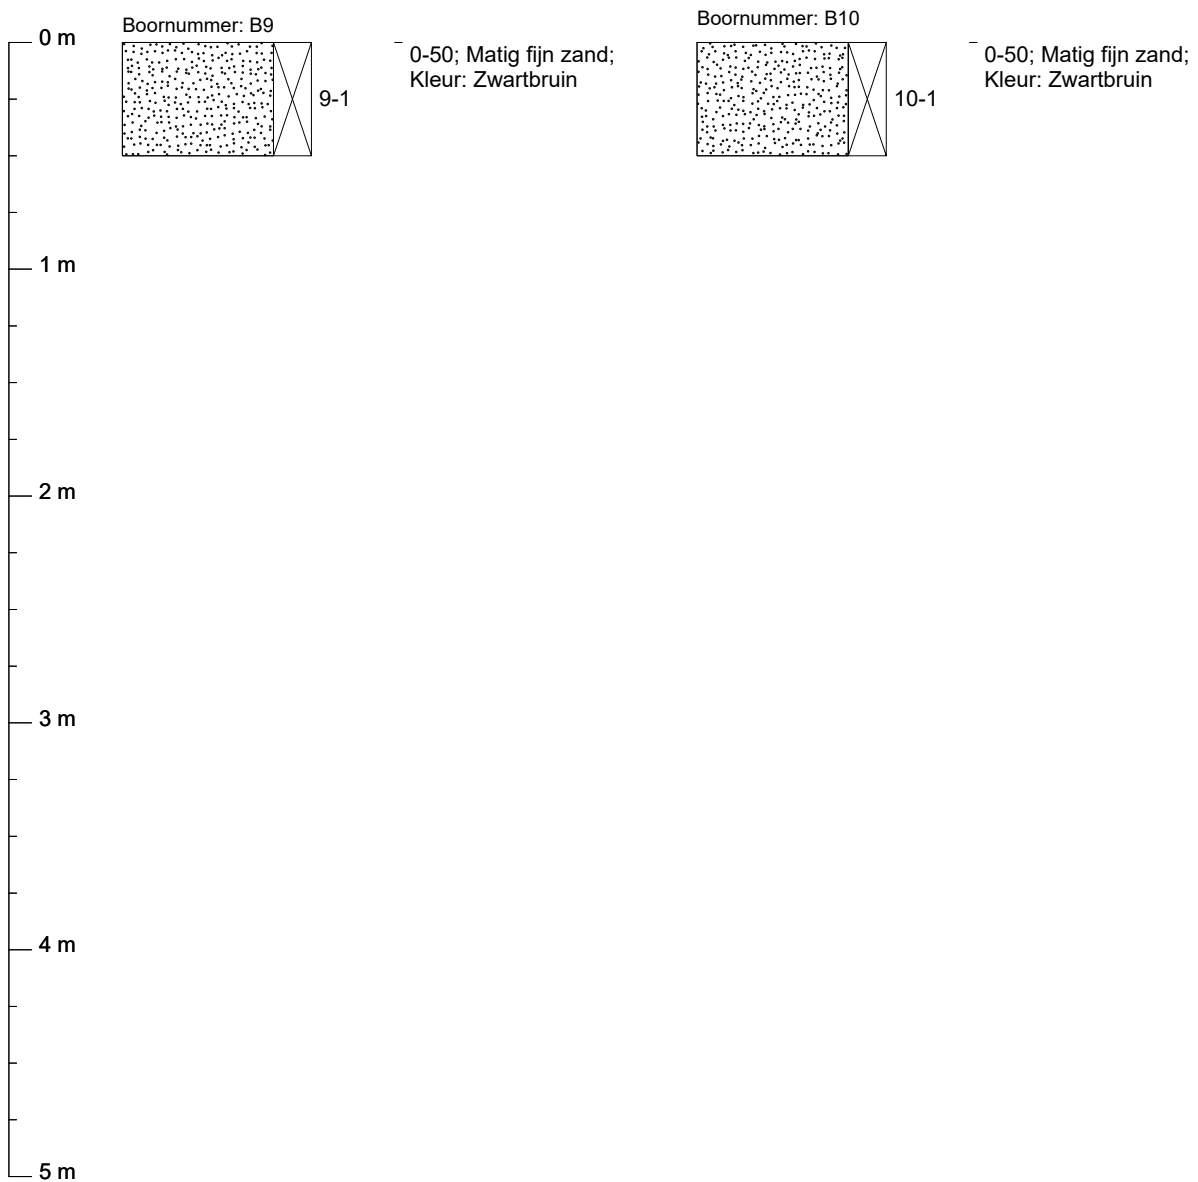 Boornummer: B9
9-1
0-50; Matig fijn zand;
Kleur: Zwartbruin
Boornummer: B10
10-1
0-50; Matig fijn zand;
Kleur: Zwartbruin
0 m
1 m
2 m
3 m
4 m
5 m